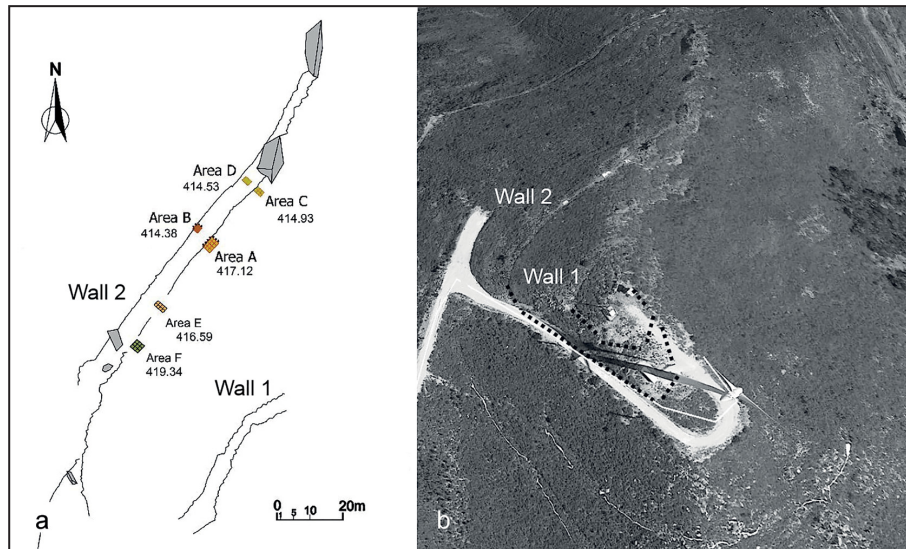 N
Area D
414.53
Area C
414.93
Area B
414.38
Area A
417.12
Wall 2
Area E
416.59
Area F
419.34
Wall 1
0 1 5 10 20m
a
Wall 2
Wall 1
b